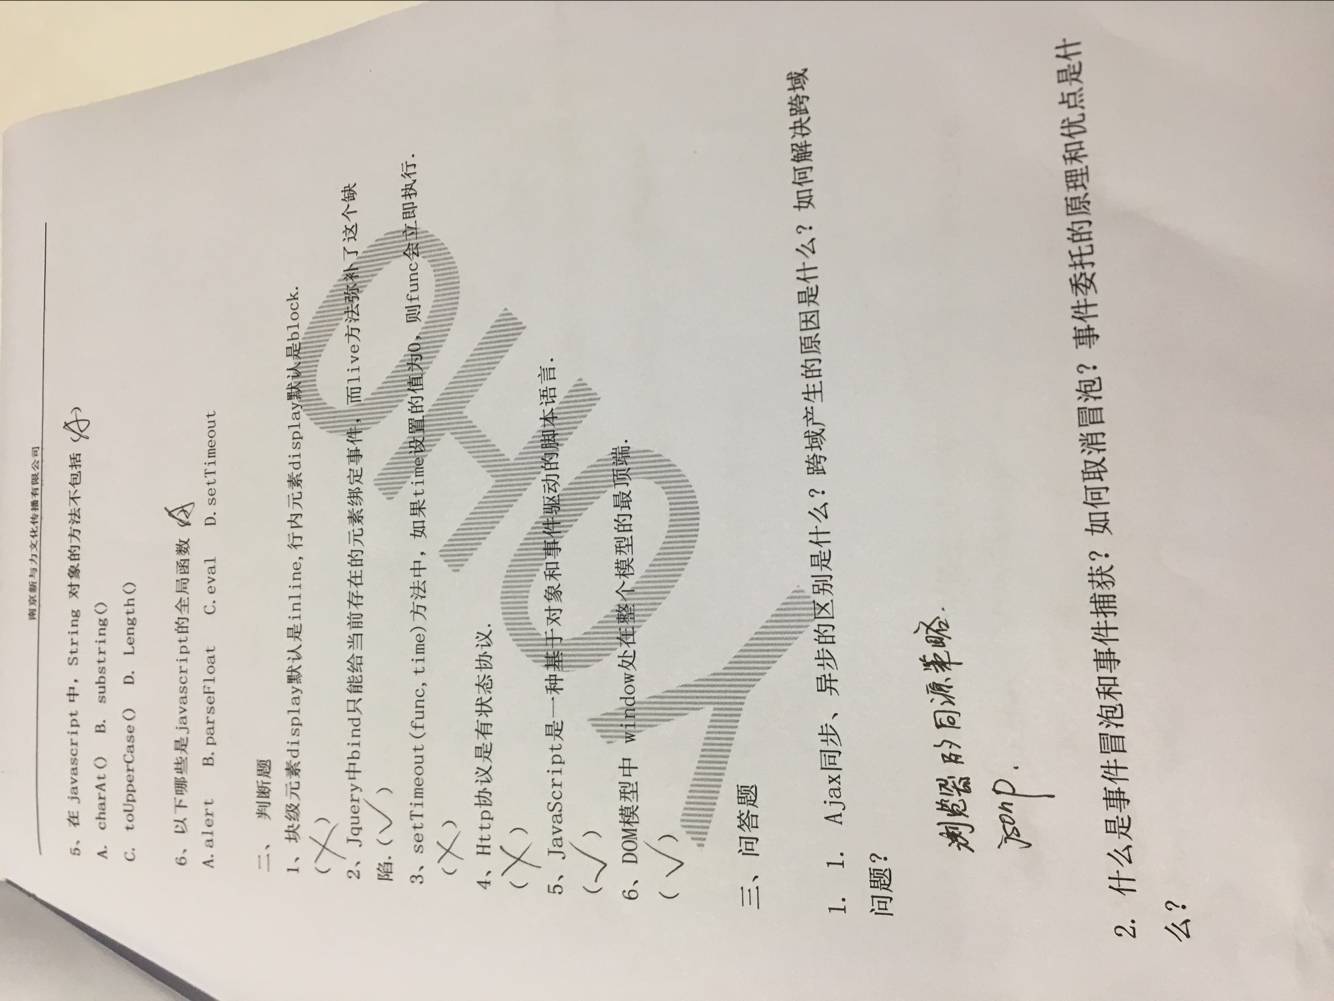 南京新与力文化传播有限公司
5、在 javascript 中，String 对象的方法不包括（A）
A. charAt() B. substring()
C. toUpperCase() D. Length()
6、以下哪些是javascript的全局函数
A.alert B.parseFloat C.eval D.setTimeout
二、 判断题
1、块级元素display默认是inline,行内元素display默认是block.
(×)
2、Jquery中bind只能给当前存在的元素绑定事件，而live方法弥补了这个缺
陷.(✓)
3、setTimeout(func,time)方法中，如果time设置的值为0，则func会立即执行.
(×)
4、Http协议是有状态协议.
(×)
5、JavaScript是一种基于对象和事件驱动的脚本语言.
(✓)
6、DOM模型中 window处在整个模型的最顶端.
(✓)
YOHO
三、问答题
1. 1. Ajax同步、异步的区别是什么？跨域产生的原因是什么？如何解决跨域
问题？
浏览器的同源策略.
jsonp.
2. 什么是事件冒泡和事件捕获？如何取消冒泡？事件委托的原理和优点是什
么？